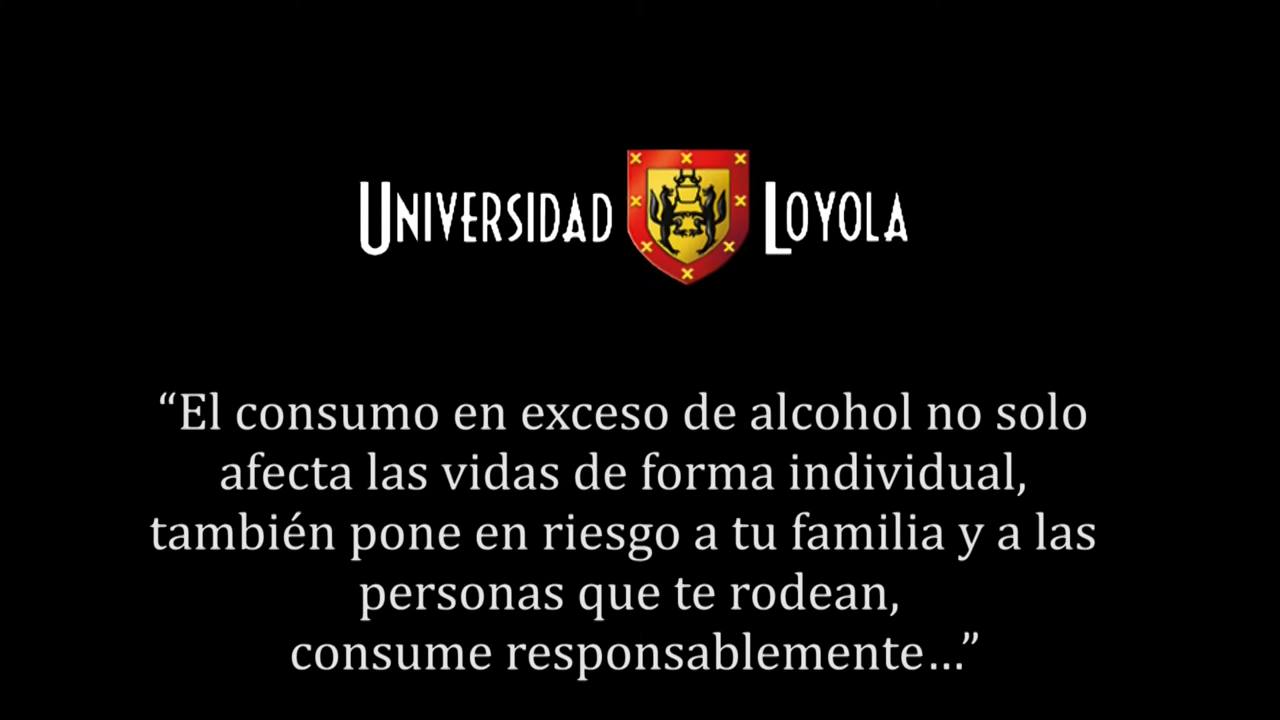 UNIVERSIDAD LOYOLA
“El consumo en exceso de alcohol no solo
afecta las vidas de forma individual,
también pone en riesgo a tu familia y a las
personas que te rodean,
consume responsablemente...”